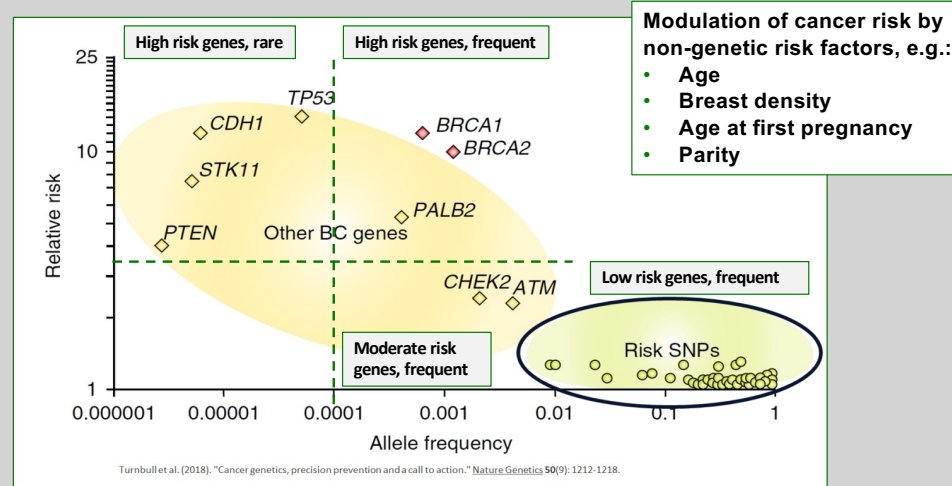 Modulation of cancer risk by
non-genetic risk factors, e.g.:
• Age
• Breast density
• Age at first pregnancy
• Parity
High risk genes, rare
High risk genes, frequent
25
10
1
Relative risk
TP53
CDH1
BRCA1
BRCA2
STK11
PALB2
PTEN
Other BC genes
CHEK2
ATM
Low risk genes, frequent
Moderate risk
genes, frequent
Risk SNPs
0.000001 0.00001 0.0001 0.001 0.01 0.1 1
Allele frequency
Turnbull et al. (2018). "Cancer genetics, precision prevention and a call to action." Nature Genetics 50(9): 1212-1218.